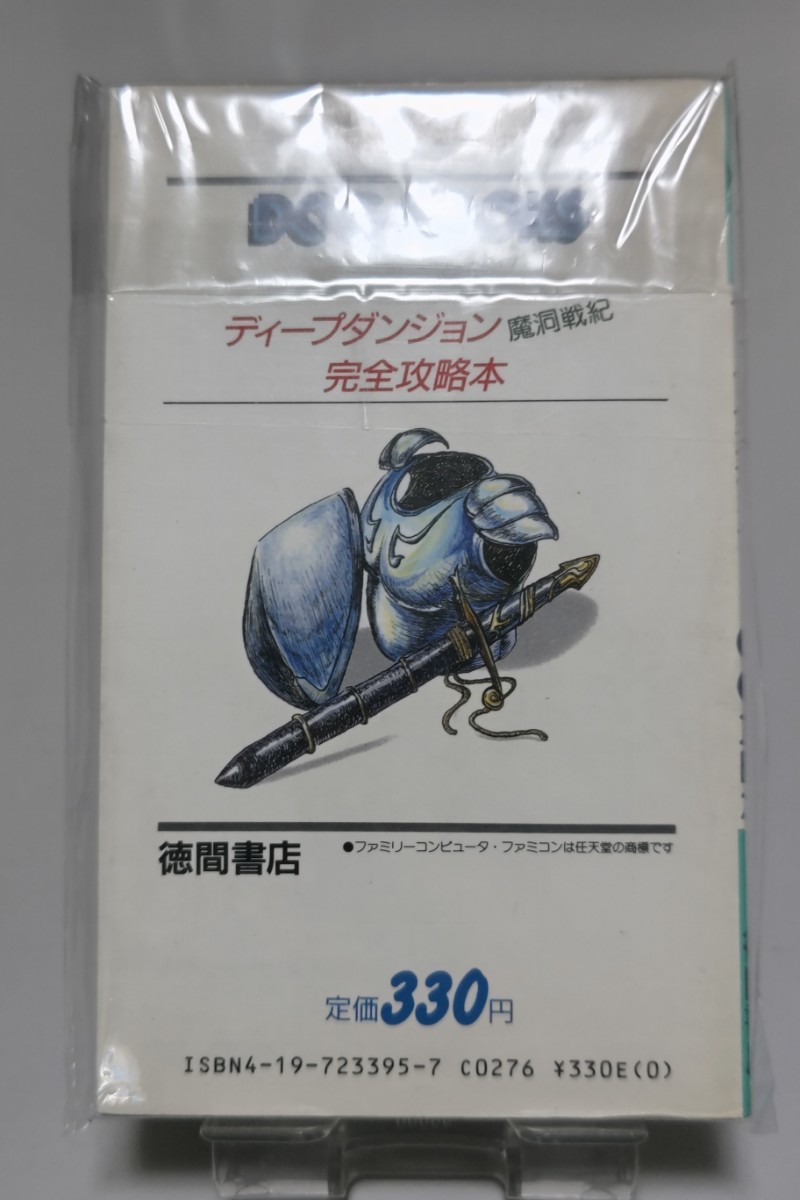 ディープダンジョン 魔洞戦紀
完全攻略本
徳間書店
●ファミリーコンピュータ・ファミコンは任天堂の商標です
定価330円
ISBN4-19-723395-7 C0276 ¥330E(0)